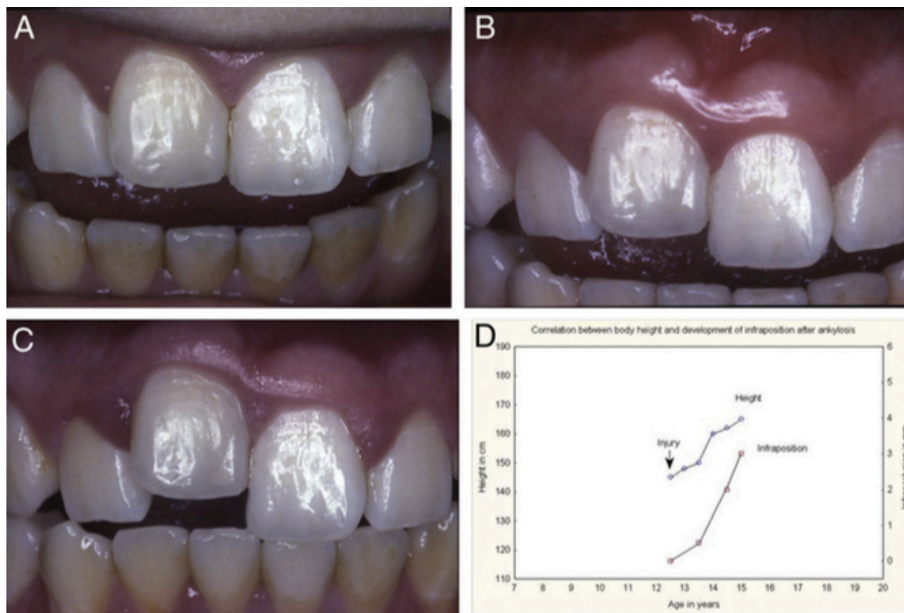 A
B
C
D
Correlation between body height and development of infraposition after ankylosis
190
180
170
160
150
140
130
120
110
Height in cm
6
5
4
3
2
1
0
Height
Injury
Infraposition
7 8 9 10 11 12 13 14 15 16 17 18 19 20
Age in years